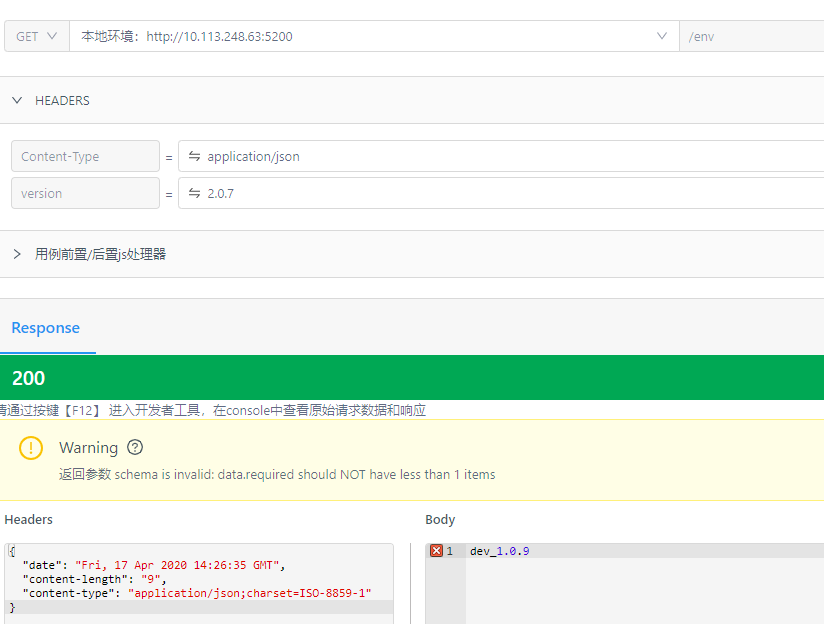 GET 本地环境：http://10.113.248.63:5200 /env
HEADERS
Content-Type = application/json
version = 2.0.7
用例前置/后置js处理器
Response
200
请通过按键【F12】 进入开发者工具，在console中查看原始请求数据和响应
Warning
返回参数 schema is invalid: data.required should NOT have less than 1 items
Headers
{
"date": "Fri, 17 Apr 2020 14:26:35 GMT",
"content-length": "9",
"content-type": "application/json;charset=ISO-8859-1"
}
Body
1 dev_1.0.9